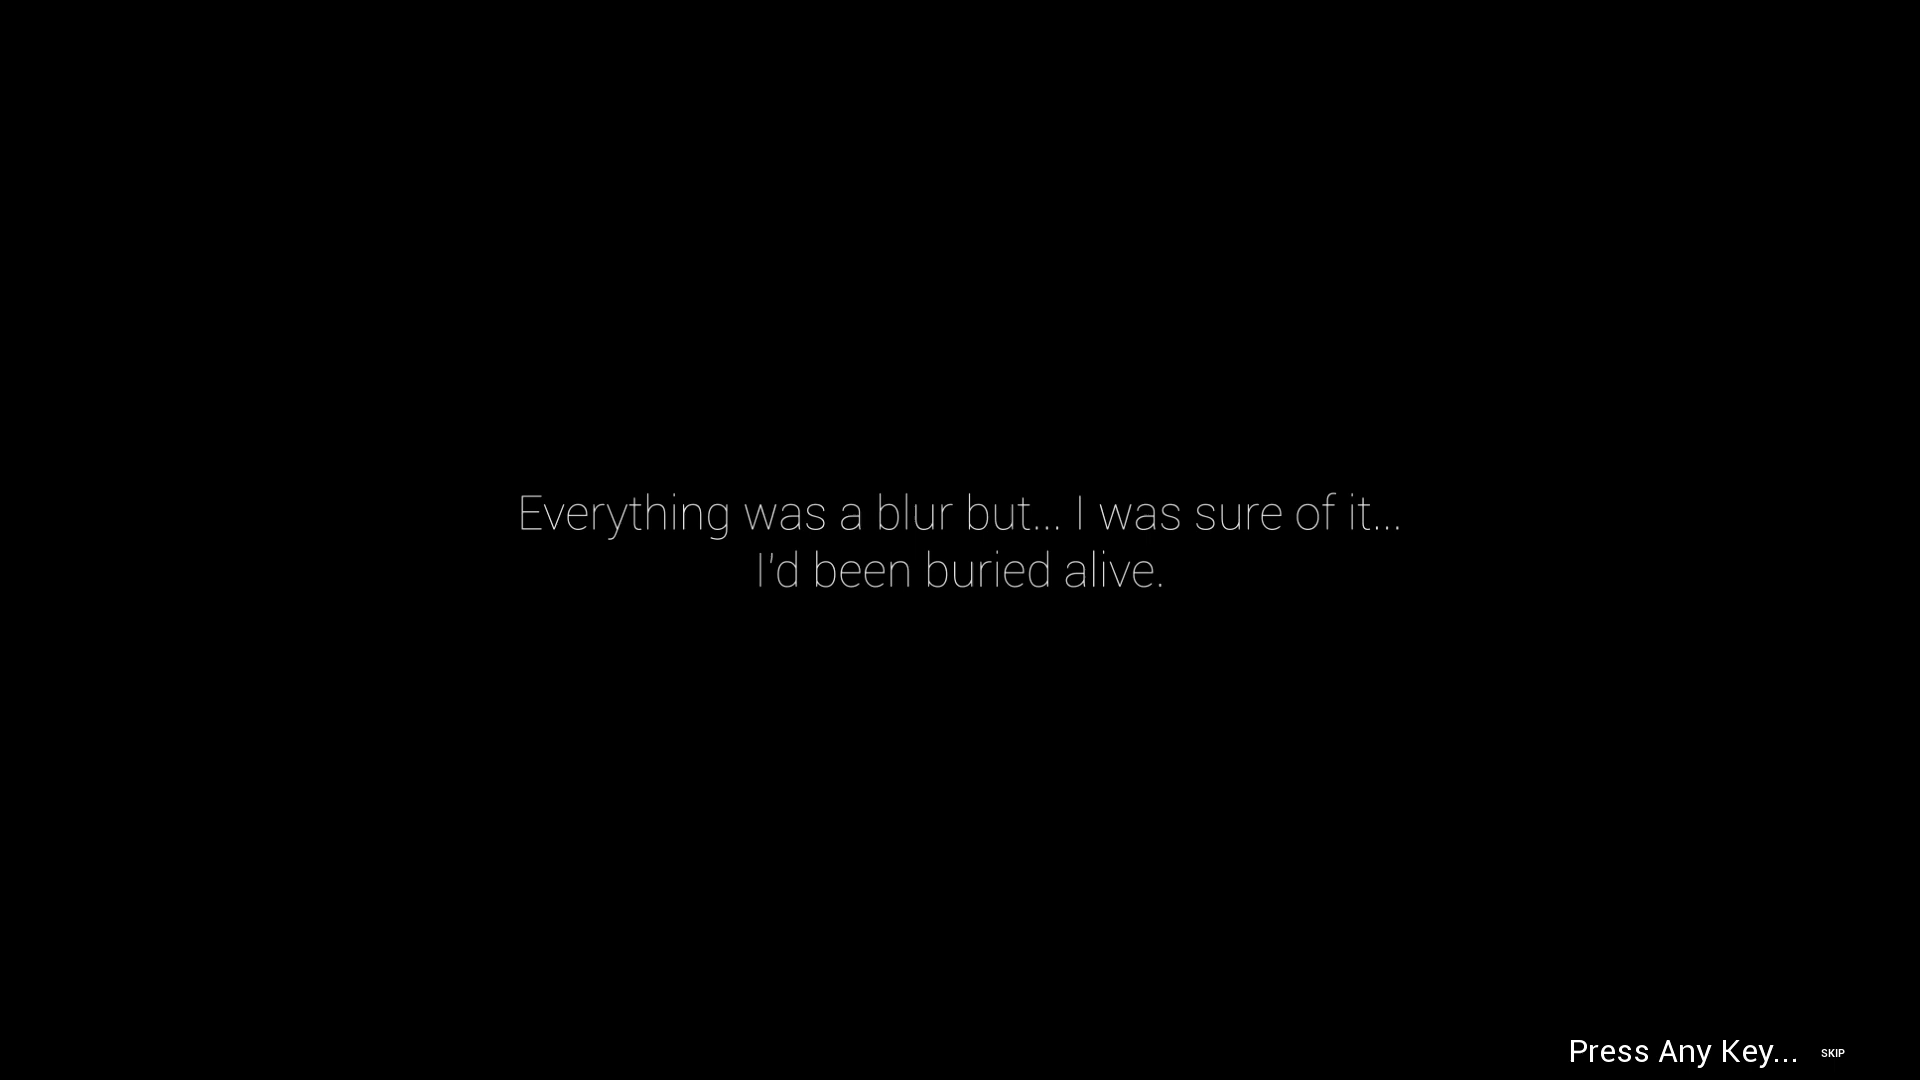 Everything was a blur but... I was sure of it...
I'd been buried alive.
Press Any Key... SKIP